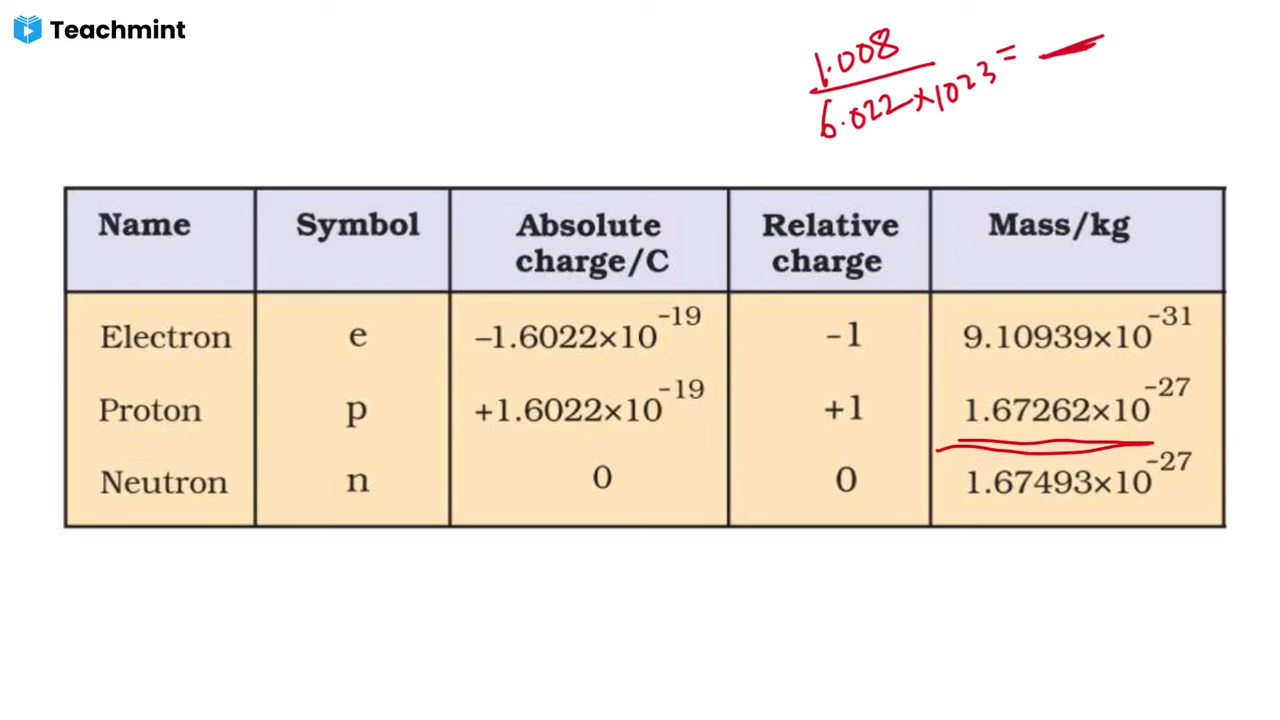 Teachmint
1.008
6.022×1023 =
Name Symbol Absolute charge/C Relative charge Mass/kg
Electron e −1.6022×10⁻¹⁹ −1 9.10939×10⁻³¹
Proton p +1.6022×10⁻¹⁹ +1 1.67262×10⁻²⁷
Neutron n 0 0 1.67493×10⁻²⁷